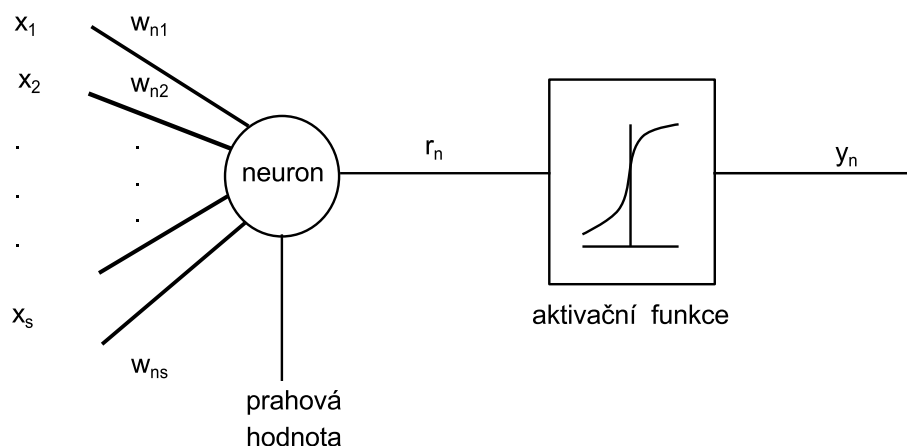 x1 wn1
x2 wn2
. .
. .
. .
neuron
rn
yn
aktivační funkce
xs
wns
prahová
hodnota